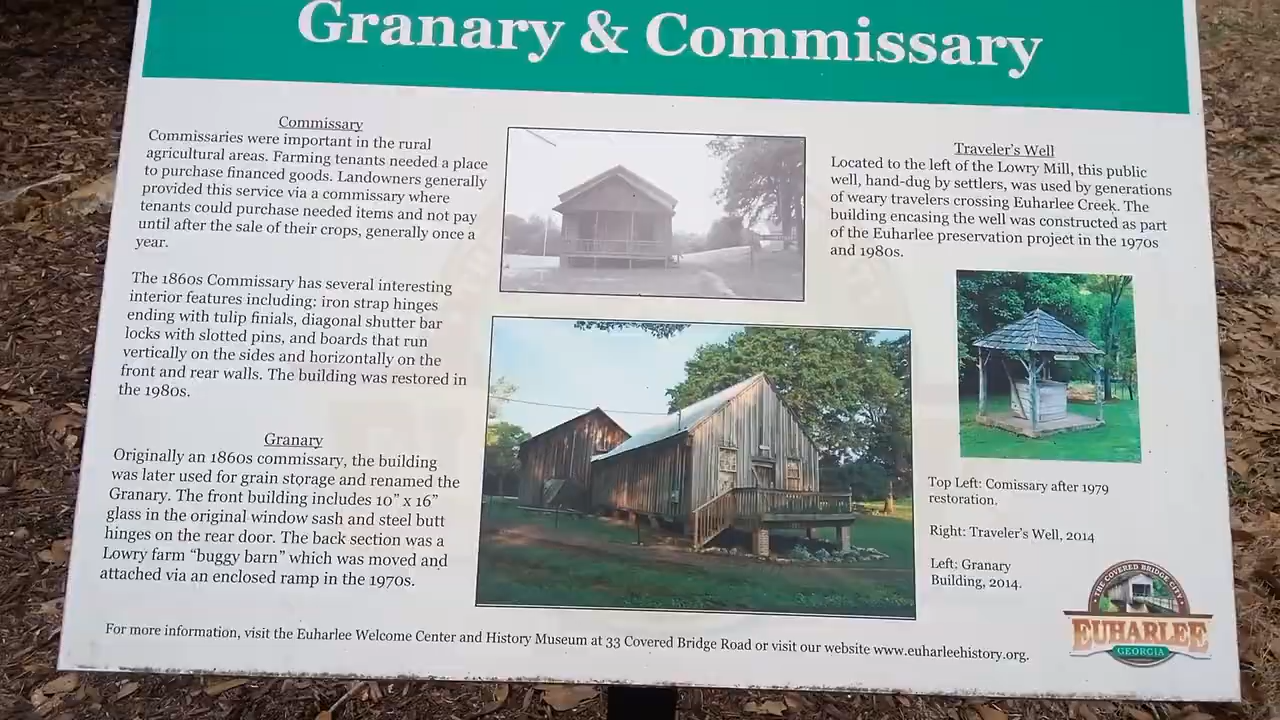 Granary & Commissary
Commissary
Commissaries were important in the rural
agricultural areas. Farming tenants needed a place
to purchase financed goods. Landowners generally
provided this service via a commissary where
tenants could purchase needed items and not pay
until after the sale of their crops, generally once a
year.
The 1860s Commissary has several interesting
interior features including: iron strap hinges
ending with tulip finials, diagonal shutter bar
locks with slotted pins, and boards that run
vertically on the sides and horizontally on the
front and rear walls. The building was restored in
the 1980s.
Granary
Originally an 1860s commissary, the building
was later used for grain storage and renamed the
Granary. The front building includes 10” x 16”
glass in the original window sash and steel butt
hinges on the rear door. The back section was a
Lowry farm “buggy barn” which was moved and
attached via an enclosed ramp in the 1970s.
Traveler's Well
Located to the left of the Lowry Mill, this public
well, hand-dug by settlers, was used by generations
of weary travelers crossing Euharlee Creek. The
building encasing the well was constructed as part
of the Euharlee preservation project in the 1970s
and 1980s.
Top Left: Comissary after 1979
restoration.
Right: Traveler's Well, 2014
Left: Granary
Building, 2014.
THE COVERED BRIDGE CITY
EUHARLEE
GEORGIA
For more information, visit the Euharlee Welcome Center and History Museum at 33 Covered Bridge Road or visit our website www.euharleehistory.org.